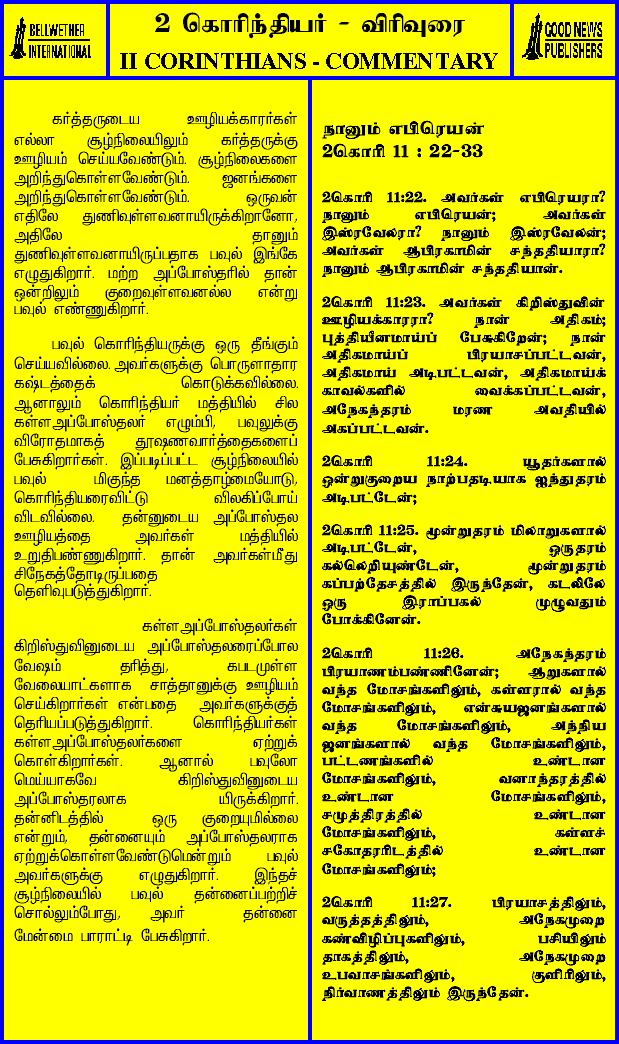 BELLWETHER
INTERNATIONAL
2 கொரிந்தியர் - விரிவுரை
II CORINTHIANS - COMMENTARY
GOOD NEWS
PUBLISHERS
கர்த்தருடைய ஊழியக்காரர்கள்
எல்லா சூழ்நிலையிலும் கர்த்தருக்கு
ஊழியம் செய்யவேண்டும். சூழ்நிலைகளை
அறிந்துகொள்ளவேண்டும். ஜனங்களை
அறிந்துகொள்ளவேண்டும். ஒருவன்
எதிலே துணிவுள்ளவனாயிருக்கிறானோ,
அதிலே தானும்
துணிவுள்ளவனாயிருப்பதாக பவுல் இங்கே
எழுதுகிறார். மற்ற அப்போஸ்தரில் தான்
ஒன்றிலும் குறைவுள்ளவனல்ல என்று
பவுல் எண்ணுகிறார்.
பவுல் கொரிந்தியருக்கு ஒரு தீங்கும்
செய்யவில்லை. அவர்களுக்கு பொருளாதார
கஷ்டத்தைக் கொடுக்கவில்லை.
ஆனாலும் கொரிந்தியர் மத்தியில் சில
கள்ளஅப்போஸ்தலர் எழும்பி, பவுலுக்கு
விரோதமாகத் தூஷணவார்த்தைகளைப்
பேசுகிறார்கள். இப்படிப்பட்ட சூழ்நிலையில்
பவுல் மிகுந்த மனத்தாழ்மையோடு,
கொரிந்தியரைவிட்டு விலகிப்போய்
விடவில்லை. தன்னுடைய அப்போஸ்தல
ஊழியத்தை அவர்கள் மத்தியில்
உறுதிபண்ணுகிறார். தான் அவர்கள்மீது
சிநேகத்தோடிருப்பதை
தெளிவுபடுத்துகிறார்.
கள்ளஅப்போஸ்தலர்கள்
கிறிஸ்துவினுடைய அப்போஸ்தலரைப்போல
வேஷம் தரித்து, கபடமுள்ள
வேலையாட்களாக சாத்தானுக்கு ஊழியம்
செய்கிறார்கள் என்பதை அவர்களுக்குத்
தெரியப்படுத்துகிறார். கொரிந்தியர்கள்
கள்ளஅப்போஸ்தலர்களை ஏற்றுக்
கொள்கிறார்கள். ஆனால் பவுலோ
மெய்யாகவே கிறிஸ்துவினுடைய
அப்போஸ்தரலாக யிருக்கிறார்.
தன்னிடத்தில் ஒரு குறையுமில்லை
என்றும், தன்னையும் அப்போஸ்தலராக
ஏற்றுக்கொள்ளவேண்டுமென்றும் பவுல்
அவர்களுக்கு எழுதுகிறார். இந்தச்
சூழ்நிலையில் பவுல் தன்னைப்பற்றிச்
சொல்லும்போது, அவர் தன்னை
மேன்மை பாராட்டி பேசுகிறார்.
நானும் எபிரெயன்
2கொரி 11 : 22-33
2கொரி 11:22. அவர்கள் எபிரெயரா?
நானும் எபிரெயன்; அவர்கள்
இஸ்ரவேலரா? நானும் இஸ்ரவேலன்;
அவர்கள் ஆபிரகாமின் சந்ததியாரா?
நானும் ஆபிரகாமின் சந்ததியான்.
2கொரி 11:23. அவர்கள் கிறிஸ்துவின்
ஊழியக்காரரா? நான் அதிகம்;
புத்தியீனமாய்ப் பேசுகிறேன்; நான்
அதிகமாய்ப் பிரயாசப்பட்டவன்,
அதிகமாய் அடிபட்டவன், அதிகமாய்க்
காவல்களில் வைக்கப்பட்டவன்,
அநேகந்தரம் மரண அவதியில்
அகப்பட்டவன்.
2கொரி 11:24. யூதர்களால்
ஒன்றுகுறைய நாற்பதடியாக ஐந்துதரம்
அடிபட்டேன்;
2கொரி 11:25. மூன்றுதரம் மிலாறுகளால்
அடிபட்டேன், ஒருதரம்
கல்லெறியுண்டேன், மூன்றுதரம்
கப்பற்சேதத்தில் இருந்தேன், கடலிலே
ஒரு இராப்பகல் முழுவதும்
போக்கினேன்.
2கொரி 11:26. அநேகந்தரம்
பிரயாணம்பண்ணினேன்; ஆறுகளால்
வந்த மோசங்களிலும், கள்ளரால் வந்த
மோசங்களிலும், என்சுயஜனங்களால்
வந்த மோசங்களிலும், அந்நிய
ஜனங்களால் வந்த மோசங்களிலும்,
பட்டணங்களில் உண்டான
மோசங்களிலும், வனாந்தரத்தில்
உண்டான மோசங்களிலும்,
சமுத்திரத்தில் உண்டான
மோசங்களிலும், கள்ளச்
சகோதரரிடத்தில் உண்டான
மோசங்களிலும்;
2கொரி 11:27. பிரயாசத்திலும்,
வருத்தத்திலும், அநேகமுறை
கண்விழிப்புகளிலும், பசியிலும்
தாகத்திலும், அநேகமுறை
உபவாசங்களிலும், குளிரிலும்,
நிர்வாணத்திலும் இருந்தேன்.